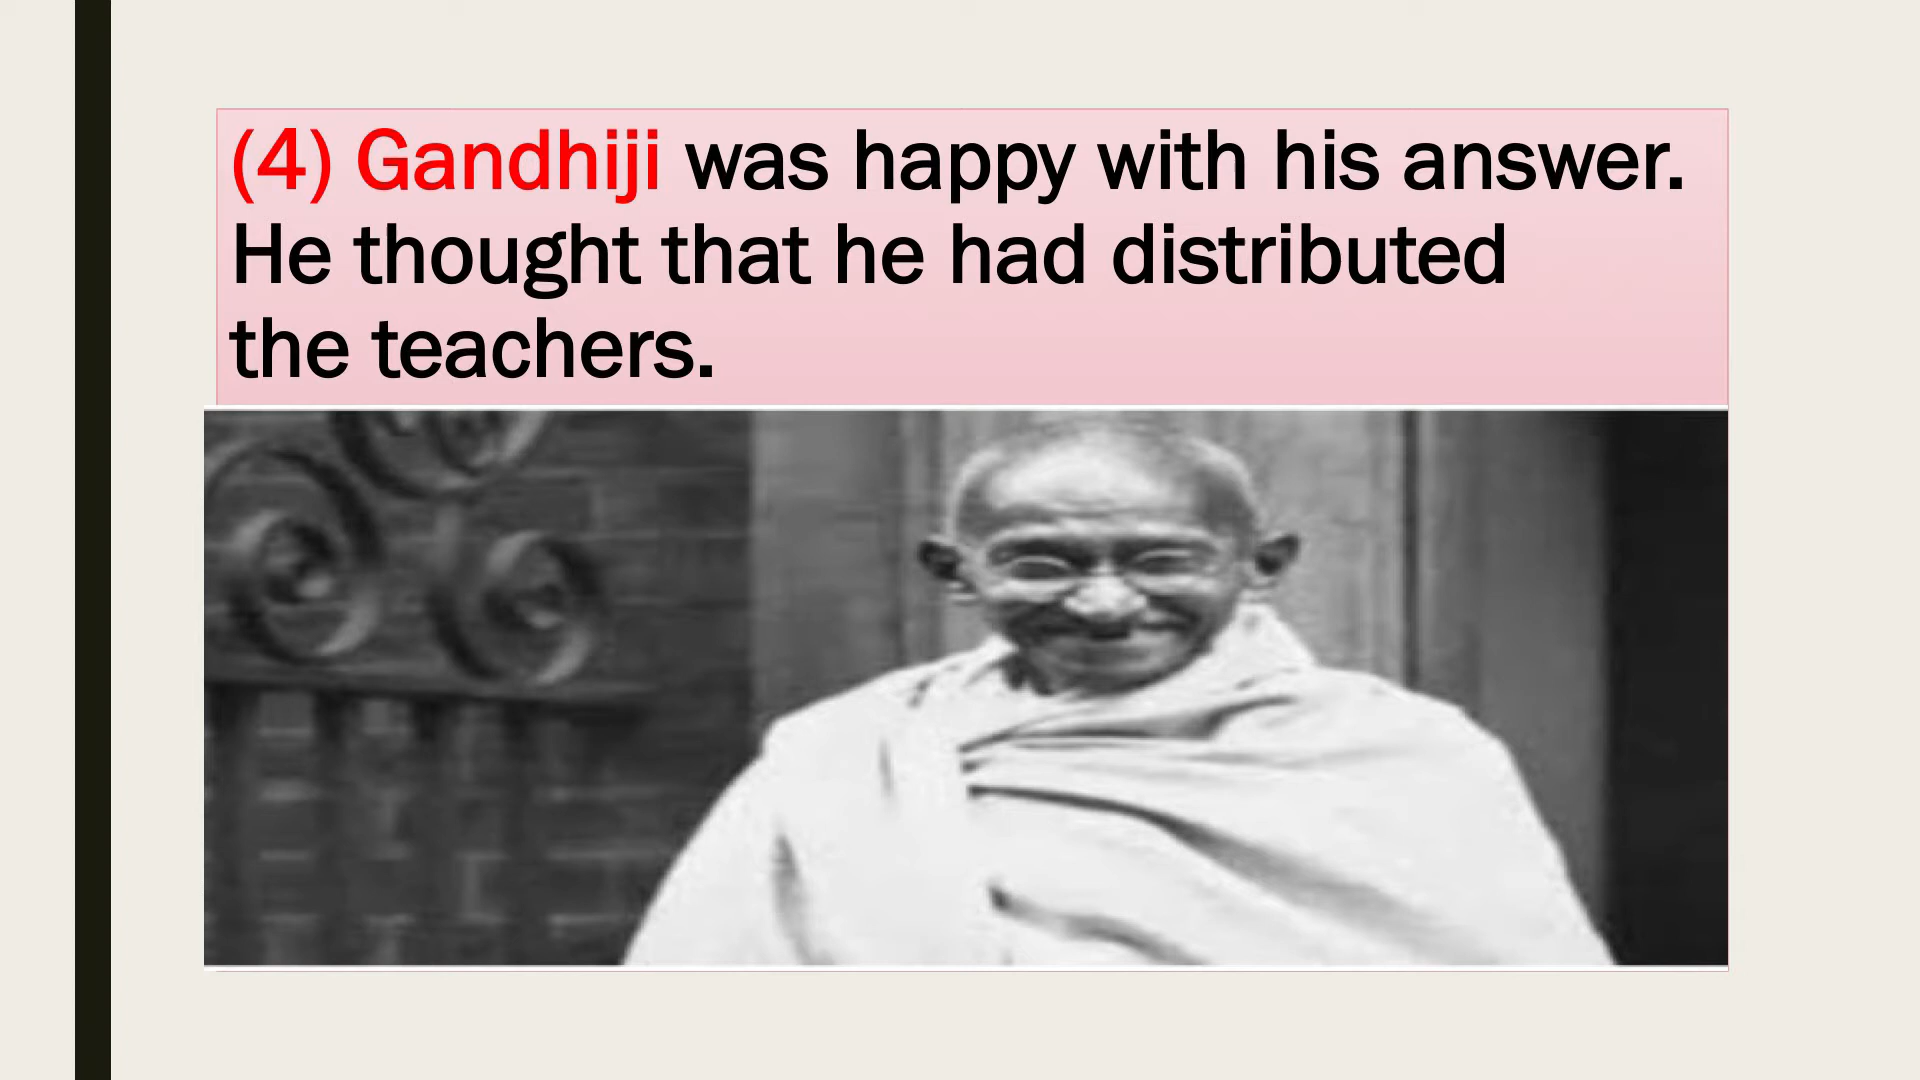 (4) Gandhiji was happy with his answer.
He thought that he had distributed
the teachers.